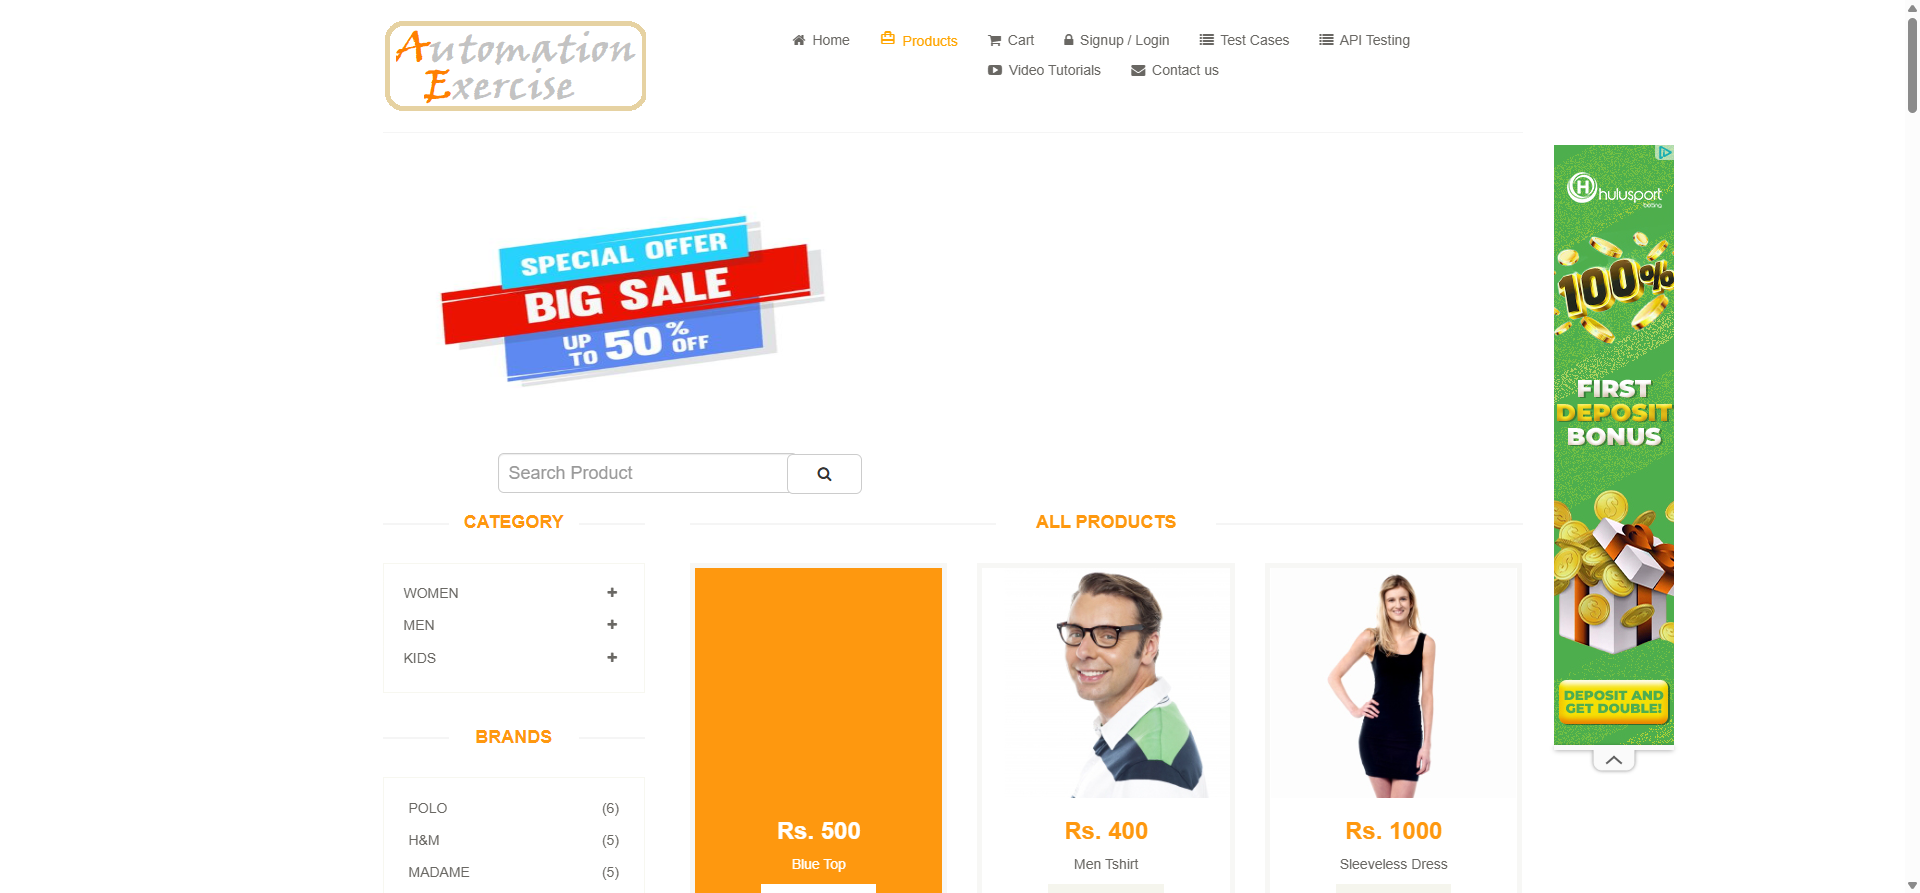 Automation
Exercise
Home
Products
Cart
Signup / Login
Test Cases
API Testing
Video Tutorials
Contact us
SPECIAL OFFER
BIG SALE
UP TO 50% OFF
Search Product
CATEGORY
WOMEN
MEN
KIDS
BRANDS
POLO (6)
H&M (5)
MADAME (5)
ALL PRODUCTS
Rs. 500
Blue Top
Rs. 400
Men Tshirt
Rs. 1000
Sleeveless Dress
H hulusport
betting
100%
FIRST
DEPOSIT
BONUS
DEPOSIT AND
GET DOUBLE!